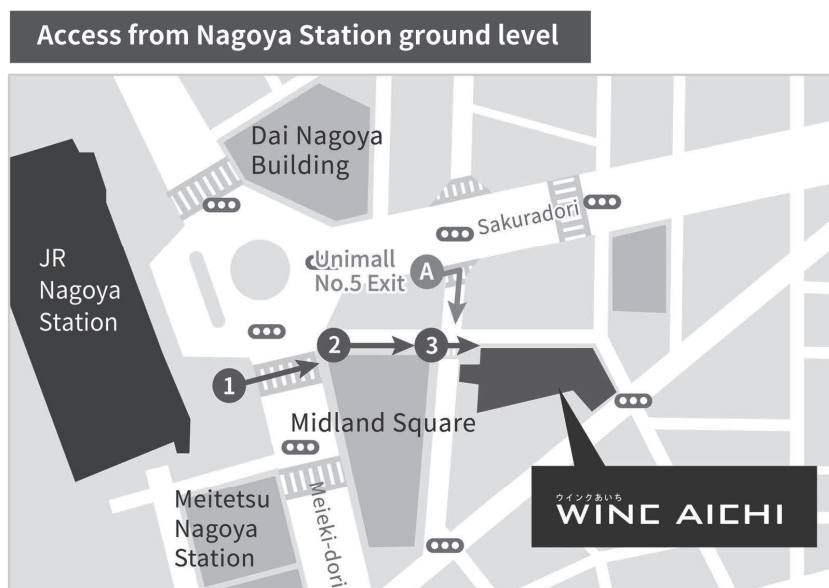 Access from Nagoya Station ground level
Dai Nagoya
Building
Sakuradori
Unimall
No.5 Exit
A
JR
Nagoya
Station
1
2
3
Midland Square
Meitetsu
Nagoya
Station
Meieki-dori
ウインクあいち
WINC AICHI